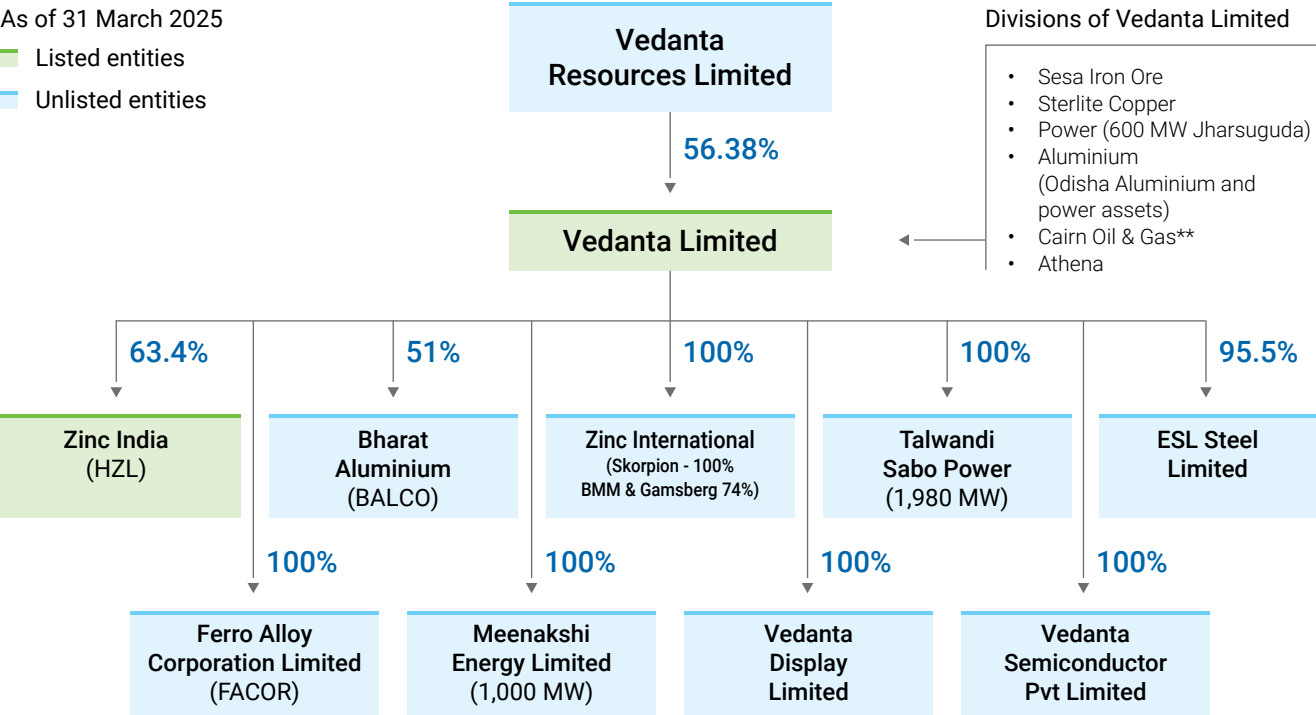 As of 31 March 2025
Listed entities
Unlisted entities
Vedanta
Resources Limited
56.38%
Vedanta Limited
Divisions of Vedanta Limited
• Sesa Iron Ore
• Sterlite Copper
• Power (600 MW Jharsuguda)
• Aluminium
(Odisha Aluminium and
power assets)
• Cairn Oil & Gas**
• Athena
63.4%
51%
100%
100%
95.5%
Zinc India
(HZL)
Bharat
Aluminium
(BALCO)
Zinc International
(Skorpion - 100%
BMM & Gamsberg 74%)
Talwandi
Sabo Power
(1,980 MW)
ESL Steel
Limited
100%
100%
100%
100%
Ferro Alloy
Corporation Limited
(FACOR)
Meenakshi
Energy Limited
(1,000 MW)
Vedanta
Display
Limited
Vedanta
Semiconductor
Pvt Limited